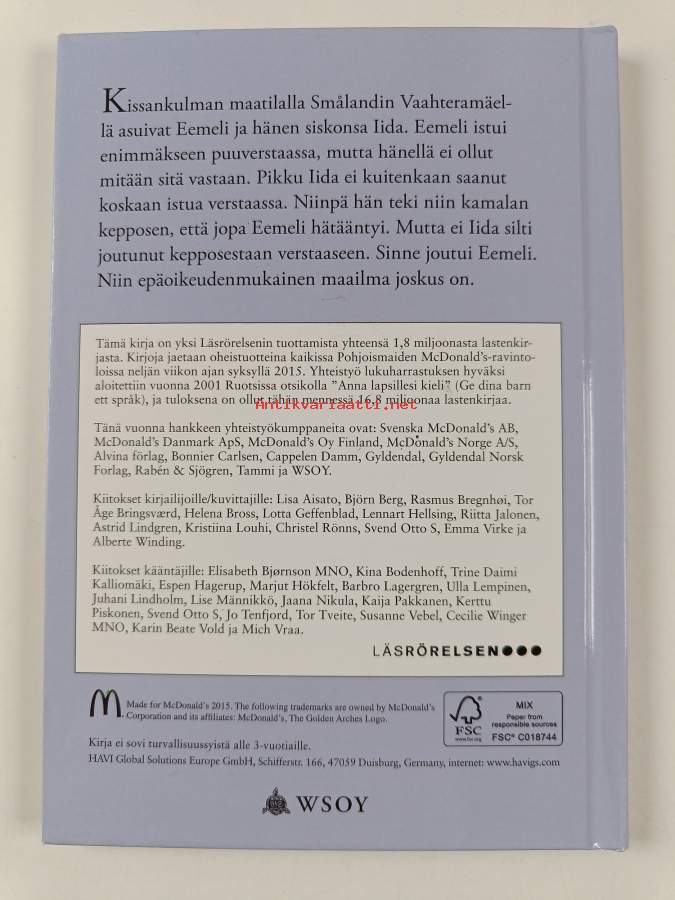 Kissankulman maatilalla Smålandin Vaahteramäel-
lä asuivat Eemeli ja hänen siskonsa Iida. Eemeli istui
enimmäkseen puuverstaassa, mutta hänellä ei ollut
mitään sitä vastaan. Pikku Iida ei kuitenkaan saanut
koskaan istua verstaassa. Niinpä hän teki niin kamalan
kepposen, että jopa Eemeli hätääntyi. Mutta ei Iida silti
joutunut kepposestaan verstaaseen. Sinne joutui Eemeli.
Niin epäoikeudenmukainen maailma joskus on.
Tämä kirja on yksi Läsrörelsenin tuottamista yhteensä 1,8 miljoonasta lastenkir-
jasta. Kirjoja jaetaan oheistuotteina kaikissa Pohjoismaiden McDonald's-ravinto-
loissa neljän viikon ajan syksyllä 2015. Yhteistyö lukuharrastuksen hyväksi
aloitettiin vuonna 2001 Ruotsissa otsikolla "Anna lapsillesi kieli" (Ge dina barn
ett språk), ja tuloksena on ollut tähän mennessä 16,8 miljoonaa lastenkirjaa.
Antikvariaatti.net
Tänä vuonna hankkeen yhteistyökumppaneita ovat: Svenska McDonald's AB,
McDonald's Danmark ApS, McDonald's Oy Finland, McDonald's Norge A/S,
Alvina förlag, Bonnier Carlsen, Cappelen Damm, Gyldendal, Gyldendal Norsk
Forlag, Rabén & Sjögren, Tammi ja WSOY.
Kiitokset kirjailijoille/kuvittajille: Lisa Aisato, Björn Berg, Rasmus Bregnhøi, Tor
Åge Bringsværd, Helena Bross, Lotta Geffenblad, Lennart Hellsing, Riitta Jalonen,
Astrid Lindgren, Kristiina Louhi, Christel Rönns, Svend Otto S, Emma Virke ja
Alberte Winding.
Kiitokset kääntäjille: Elisabeth Bjørnson MNO, Kina Bodenhoff, Trine Daimi
Kalliomäki, Espen Hagerup, Marjut Hökfelt, Barbro Lagergren, Ulla Lempinen,
Juhani Lindholm, Lise Männikkö, Jaana Nikula, Kaija Pakkanen, Kerttu
Piskonen, Svend Otto S, Jo Tenfjord, Tor Tveite, Susanne Vebel, Cecilie Winger
MNO, Karin Beate Vold ja Mich Vraa.
LÄSRÖRELSEN
Made for McDonald's 2015. The following trademarks are owned by McDonald's
Corporation and its affiliates: McDonald's, The Golden Arches Logo.
FSC
www.fsc.org
MIX
Paper from
responsible sources
FSC® C018744
Kirja ei sovi turvallisuussyistä alle 3-vuotiaille.
HAVI Global Solutions Europe GmbH, Schifferstr. 166, 47059 Duisburg, Germany, internet: www.havigs.com
WSOY